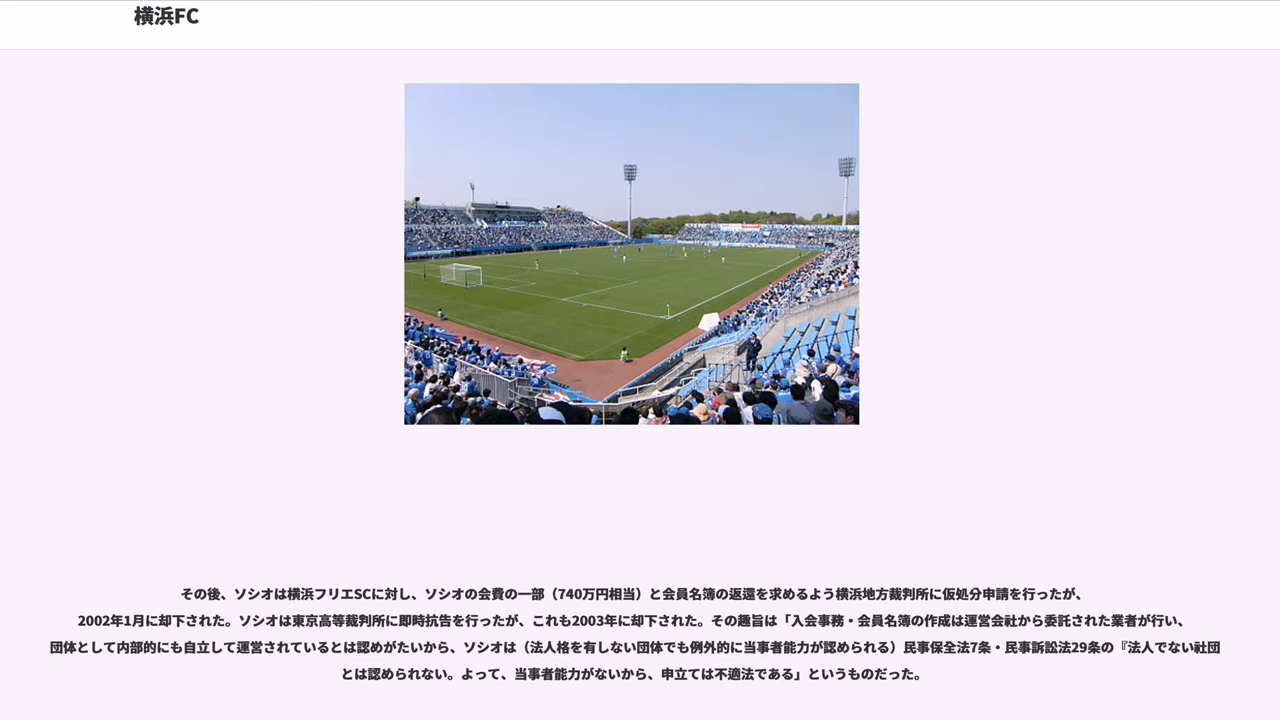 横浜FC
その後、ソシオは横浜フリエSCに対し、ソシオの会費の一部（740万円相当）と会員名簿の返還を求めるよう横浜地方裁判所に仮処分申請を行ったが、
2002年1月に却下された。ソシオは東京高等裁判所に即時抗告を行ったが、これも2003年に却下された。その趣旨は「入会事務・会員名簿の作成は運営会社から委託された業者が行い、
団体として内部的にも自立して運営されているとは認めがたいから、ソシオは（法人格を有しない団体でも例外的に当事者能力が認められる）民事保全法7条・民事訴訟法29条の『法人でない社団
とは認められない。よって、当事者能力がないから、申立ては不適法である」というものだった。